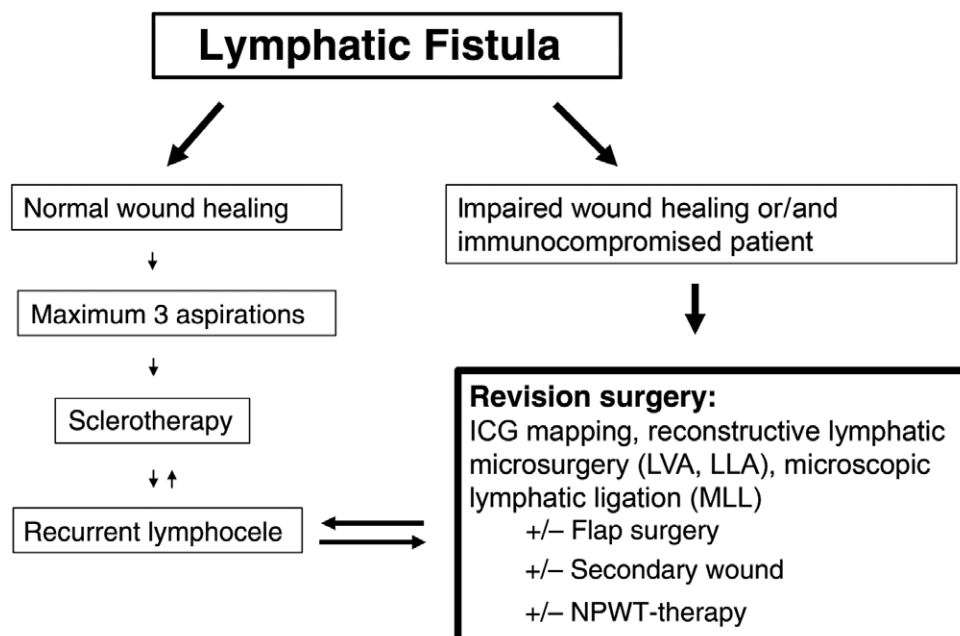 Lymphatic Fistula
Normal wound healing
Impaired wound healing or/and
immunocompromised patient
Maximum 3 aspirations
Sclerotherapy
Recurrent lymphocele
Revision surgery:
ICG mapping, reconstructive lymphatic
microsurgery (LVA, LLA), microscopic
lymphatic ligation (MLL)
+/– Flap surgery
+/– Secondary wound
+/– NPWT-therapy